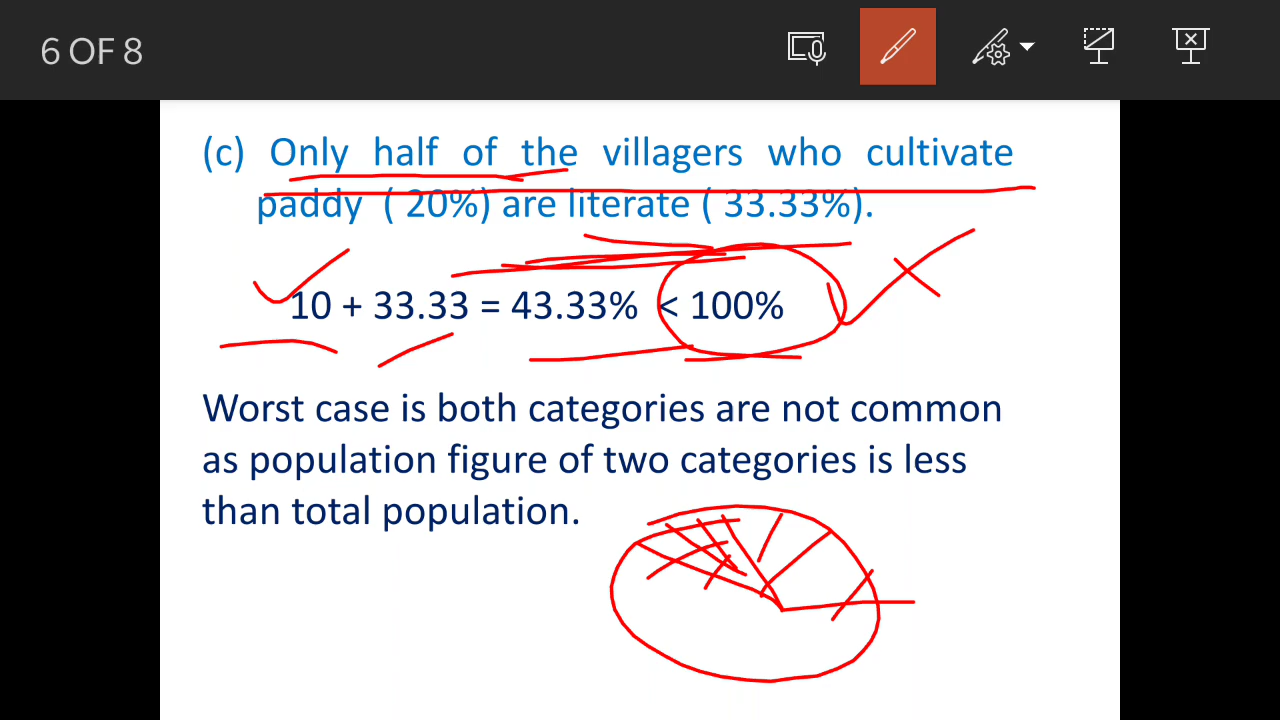 6 OF 8
(c) Only half of the villagers who cultivate
paddy ( 20%) are literate ( 33.33%).
10 + 33.33 = 43.33% < 100%
Worst case is both categories are not common
as population figure of two categories is less
than total population.